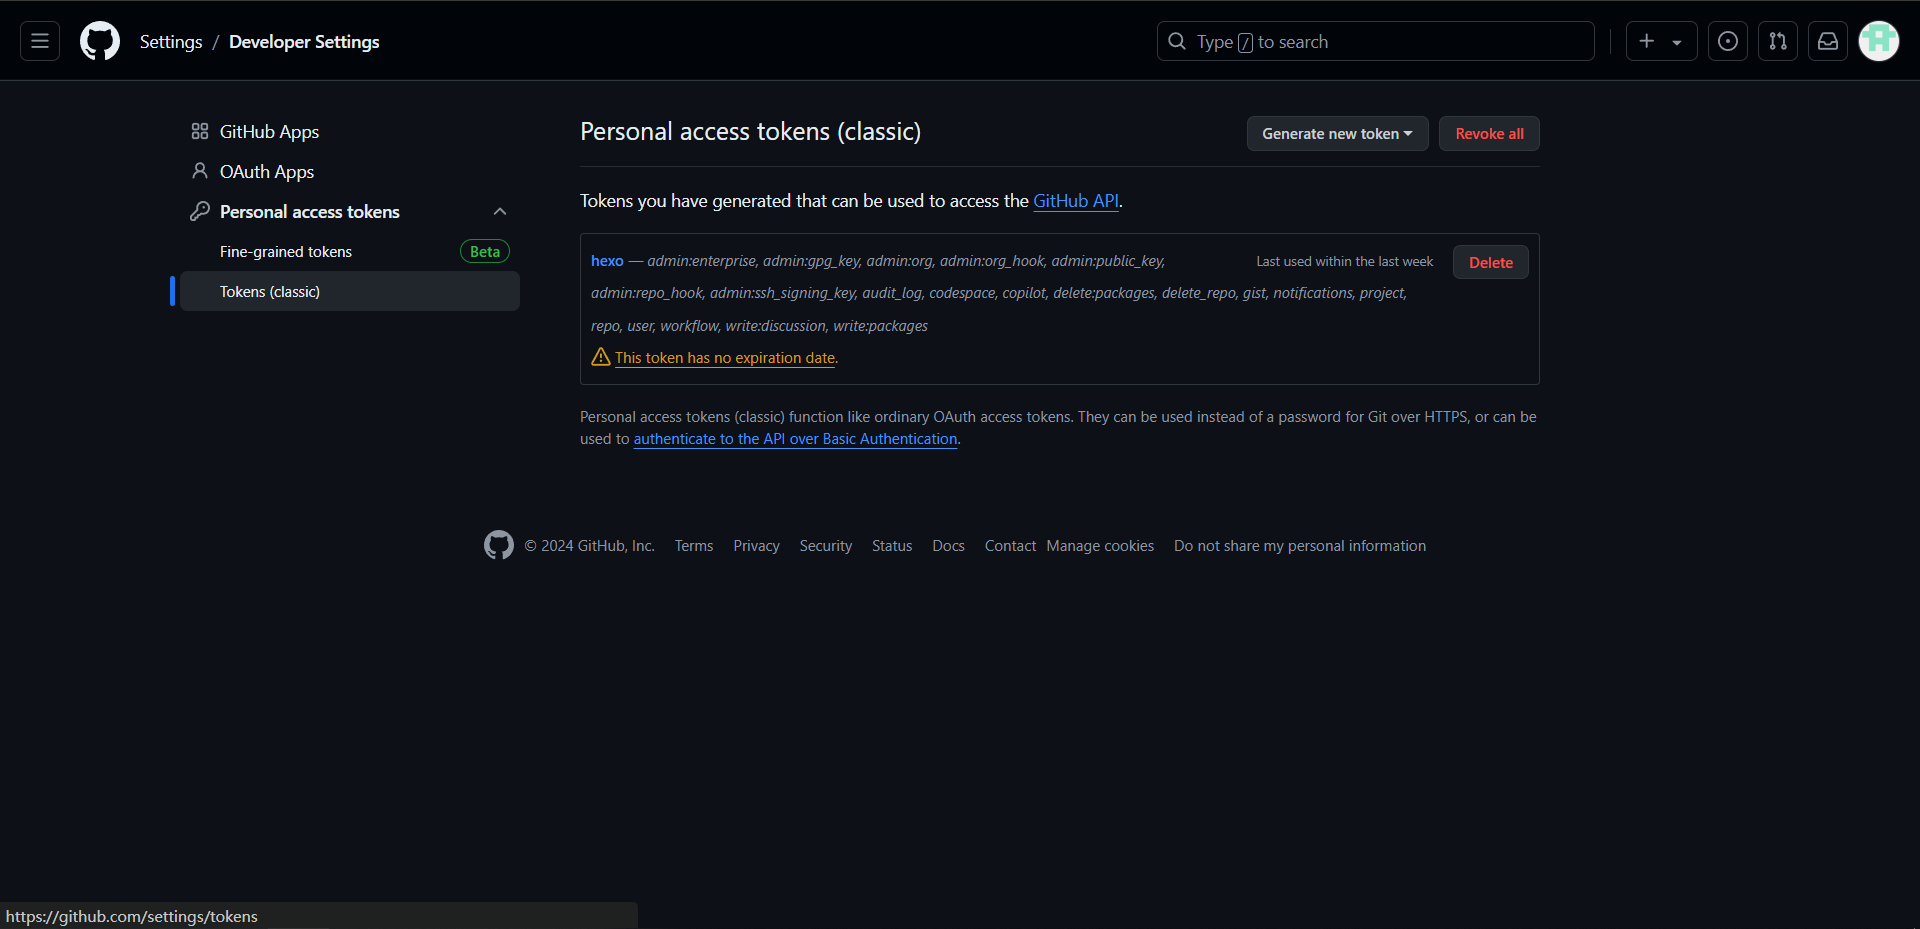 Settings / Developer Settings
Type / to search
GitHub Apps
OAuth Apps
Personal access tokens
Fine-grained tokens Beta
Tokens (classic)
Personal access tokens (classic) Generate new token Revoke all
Tokens you have generated that can be used to access the GitHub API.
hexo — admin:enterprise, admin:gpg_key, admin:org, admin:org_hook, admin:public_key, Last used within the last week Delete
admin:repo_hook, admin:ssh_signing_key, audit_log, codespace, copilot, delete:packages, delete_repo, gist, notifications, project,
repo, user, workflow, write:discussion, write:packages
This token has no expiration date.
Personal access tokens (classic) function like ordinary OAuth access tokens. They can be used instead of a password for Git over HTTPS, or can be
used to authenticate to the API over Basic Authentication.
© 2024 GitHub, Inc. Terms Privacy Security Status Docs Contact Manage cookies Do not share my personal information
https://github.com/settings/tokens